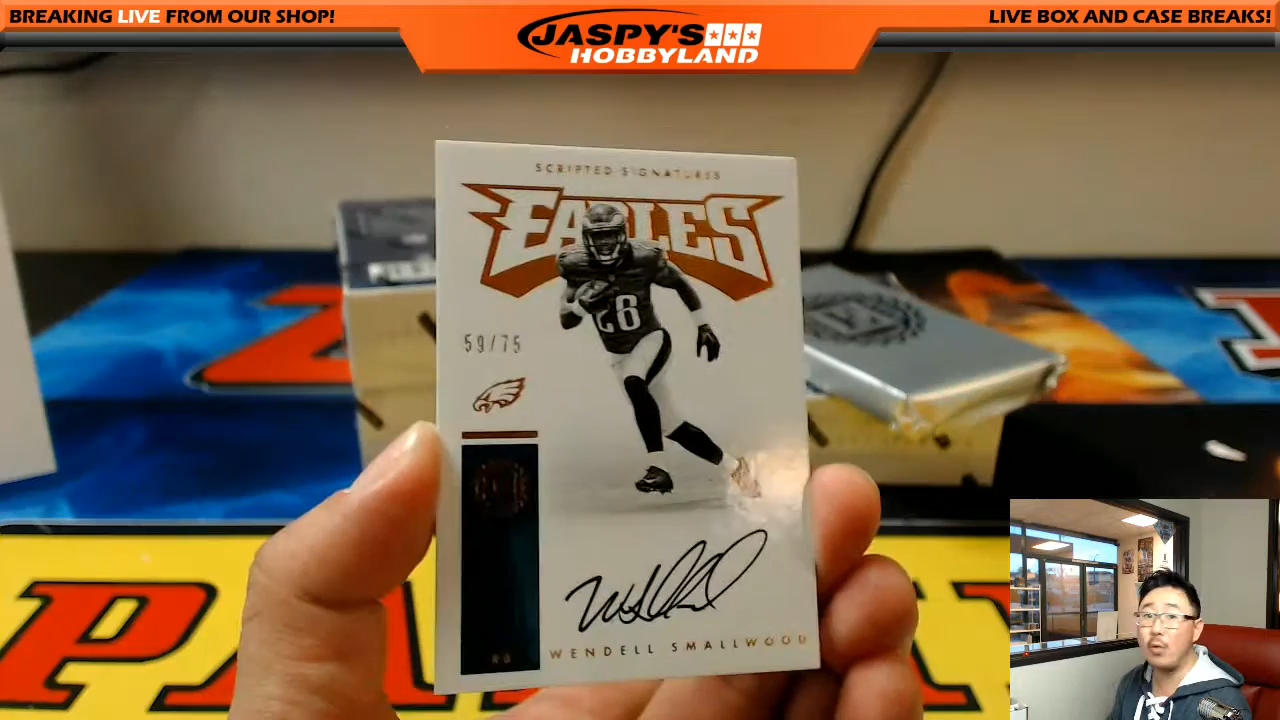 BREAKING LIVE FROM OUR SHOP!
JASPY'S
HOBBYLAND
LIVE BOX AND CASE BREAKS!
SCRIPTED SIGNATURES
EAGLES
28
59/75
RB
WENDELL SMALLWOOD